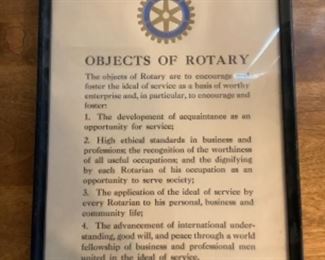 OBJECTS OF ROTARY
The objects of Rotary are to encourage and
foster the ideal of service as a basis of worthy
enterprise and, in particular, to encourage and
foster:
1. The development of acquaintance as an
opportunity for service;
2. High ethical standards in business and
professions; the recognition of the worthiness
of all useful occupations; and the dignifying
by each Rotarian of his occupation as an
opportunity to serve society;
3. The application of the ideal of service by
every Rotarian to his personal, business and
community life;
4. The advancement of international under-
standing, good will, and peace through a world
fellowship of business and professional men
united in the ideal of service.